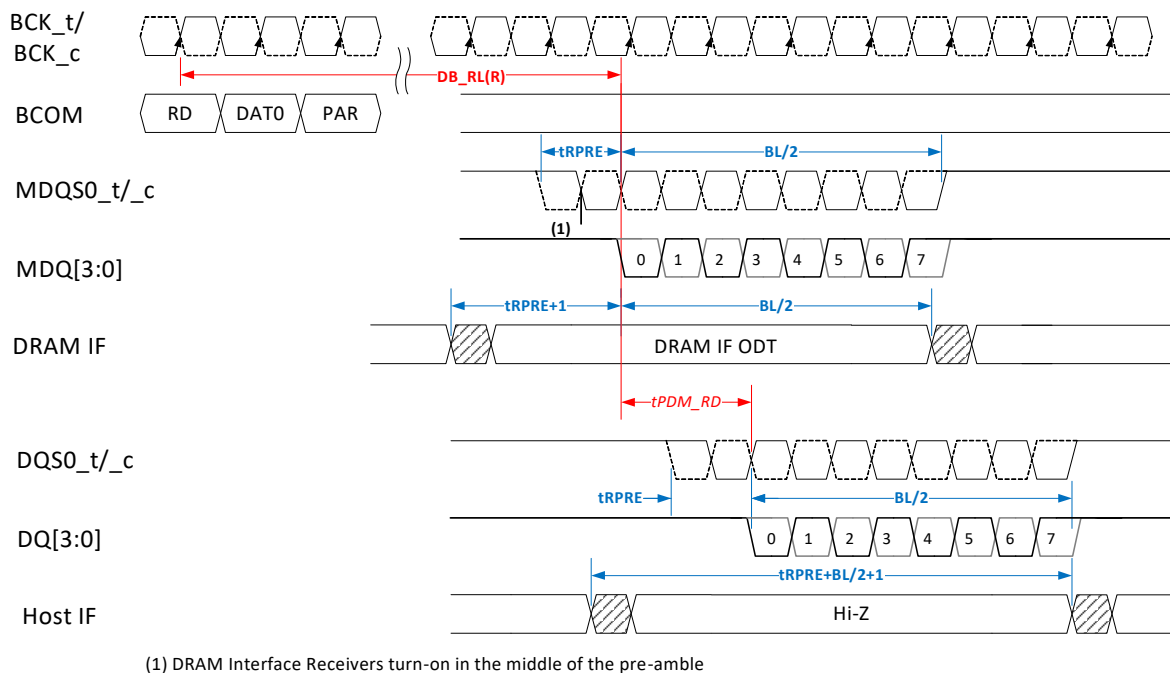 BCK_t/
BCK_c
DB_RL(R)
BCOM
RD DAT0 PAR
tRPRE BL/2
MDQS0_t/_c
(1)
MDQ[3:0]
0 1 2 3 4 5 6 7
tRPRE+1 BL/2
DRAM IF
DRAM IF ODT
tPDM_RD
DQS0_t/_c
tRPRE BL/2
DQ[3:0]
0 1 2 3 4 5 6 7
tRPRE+BL/2+1
Host IF
Hi-Z
(1) DRAM Interface Receivers turn-on in the middle of the pre-amble